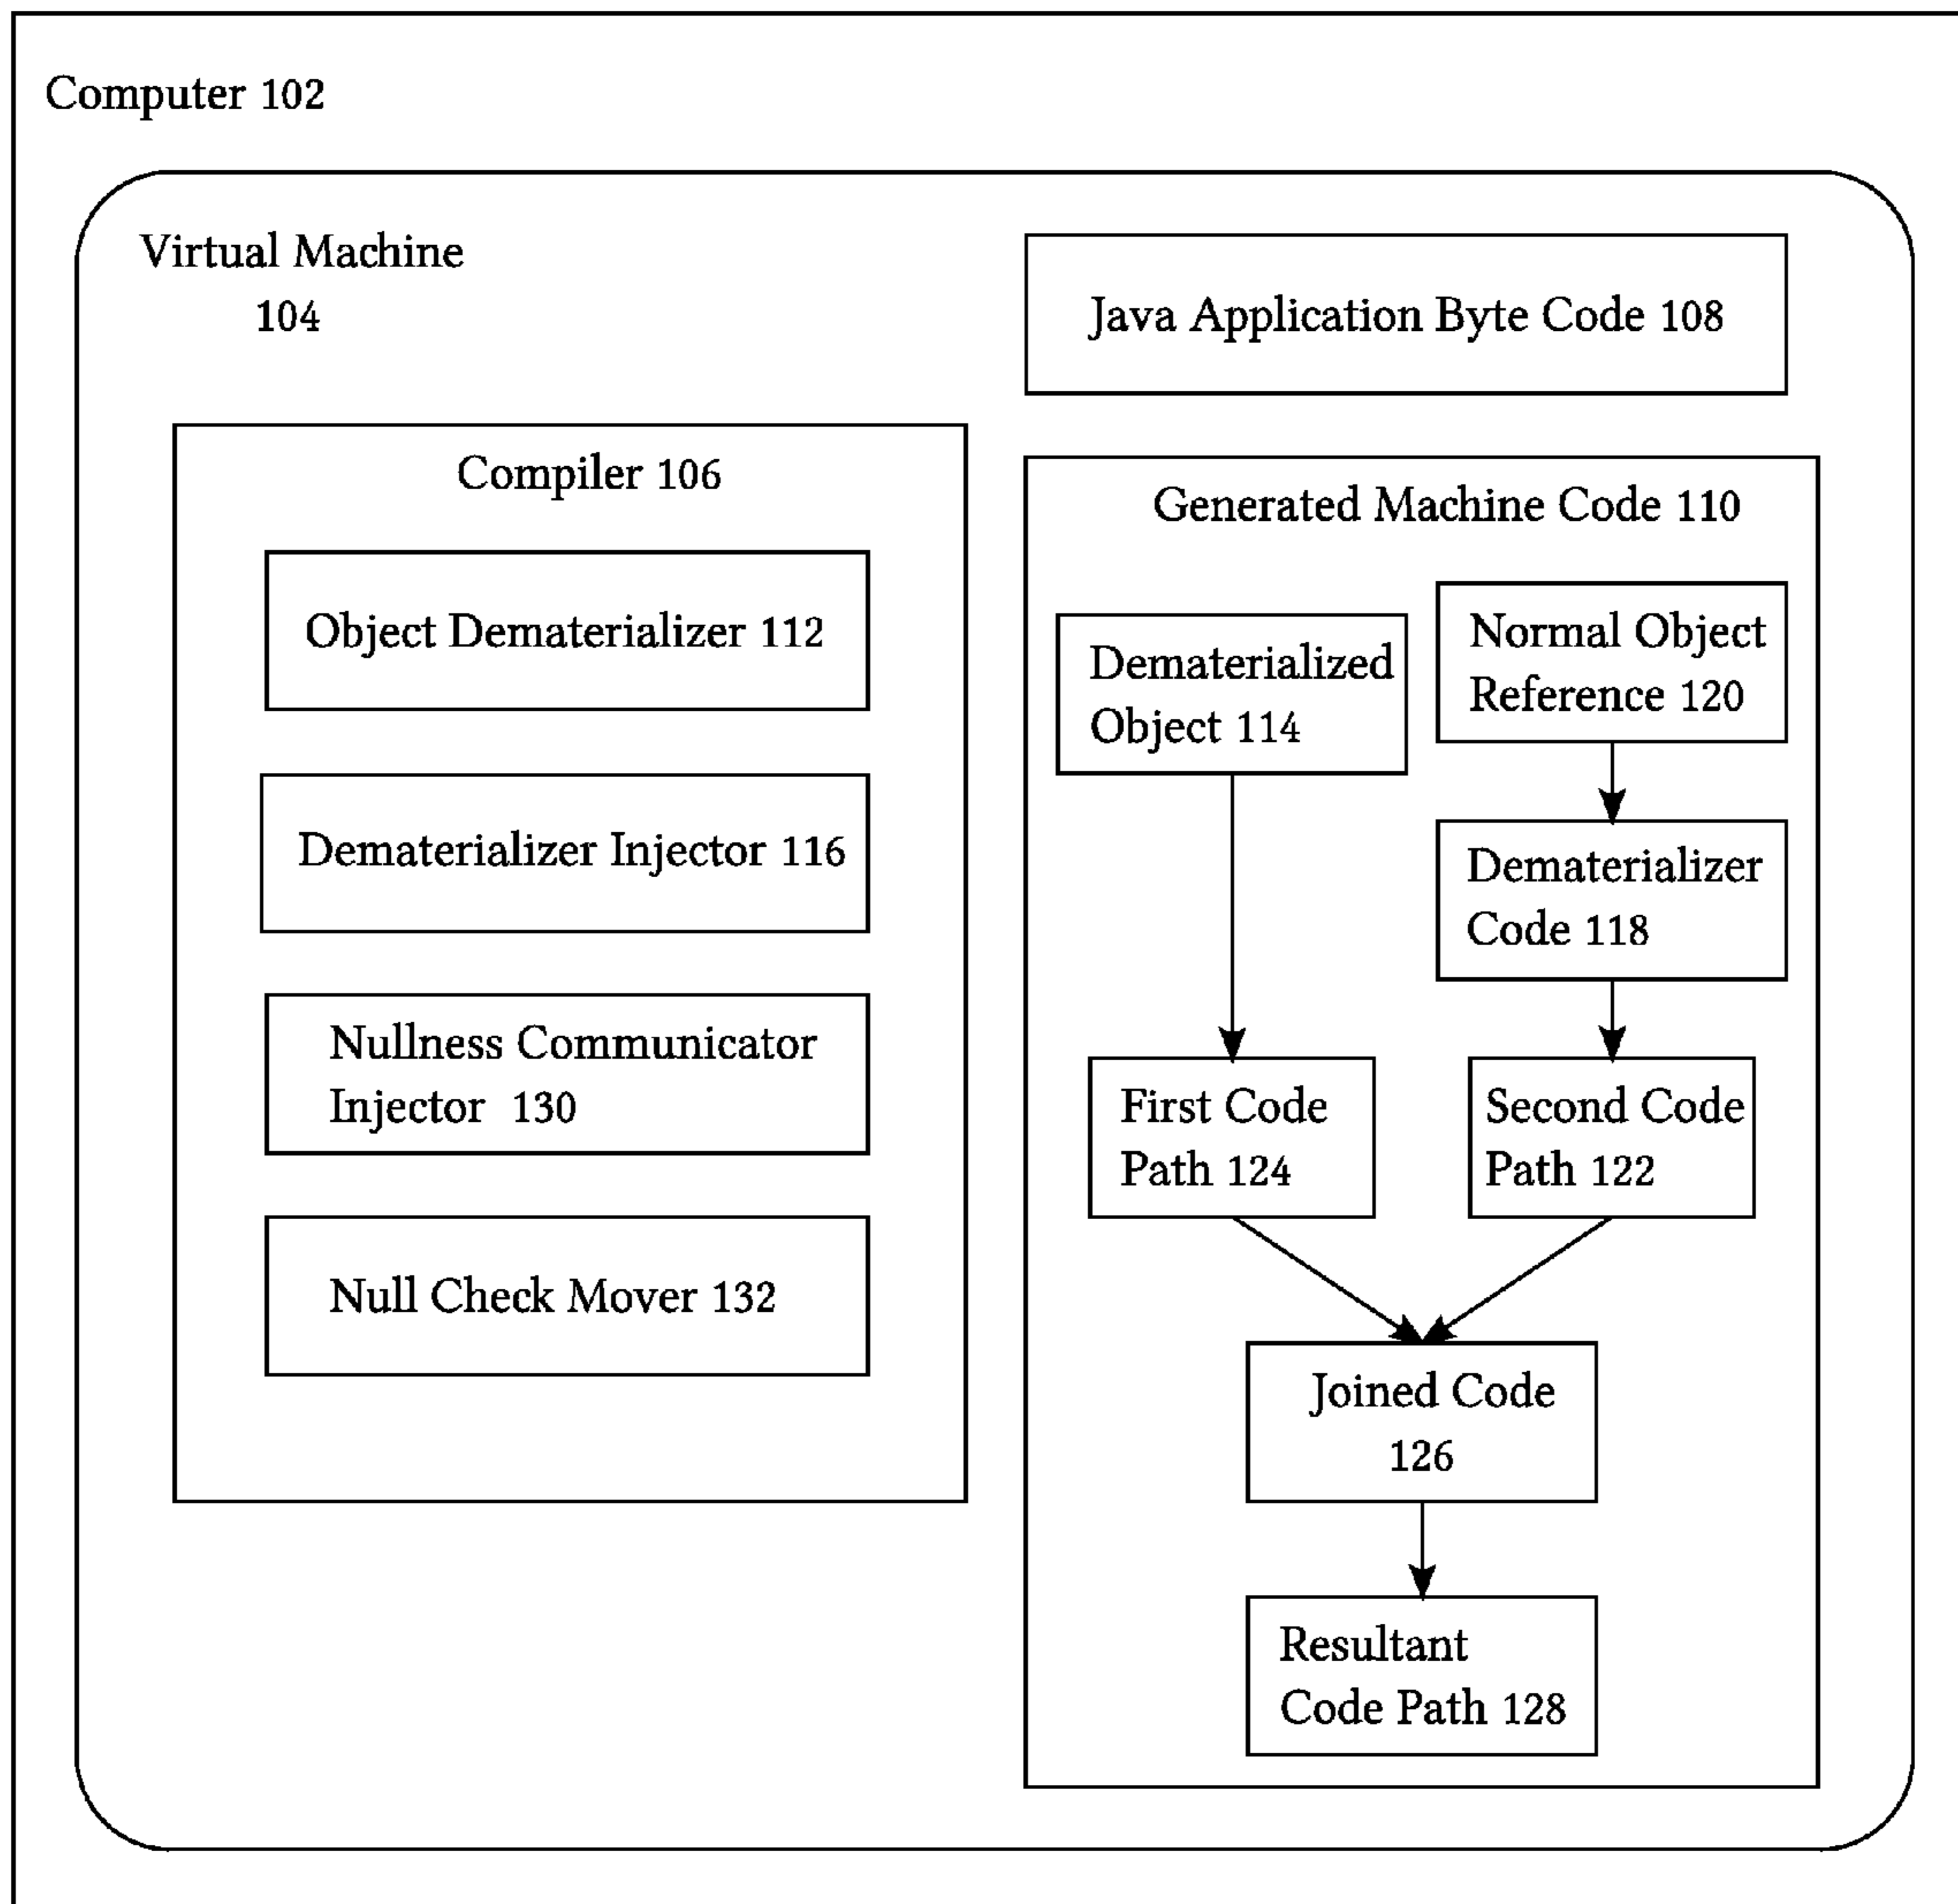 Computer 102
Virtual Machine
104
Java Application Byte Code 108
Compiler 106
Object Dematerializer 112
Dematerializer Injector 116
Nullness Communicator
Injector 130
Null Check Mover 132
Generated Machine Code 110
Dematerialized
Object 114
Normal Object
Reference 120
Dematerializer
Code 118
First Code
Path 124
Second Code
Path 122
Joined Code
126
Resultant
Code Path 128